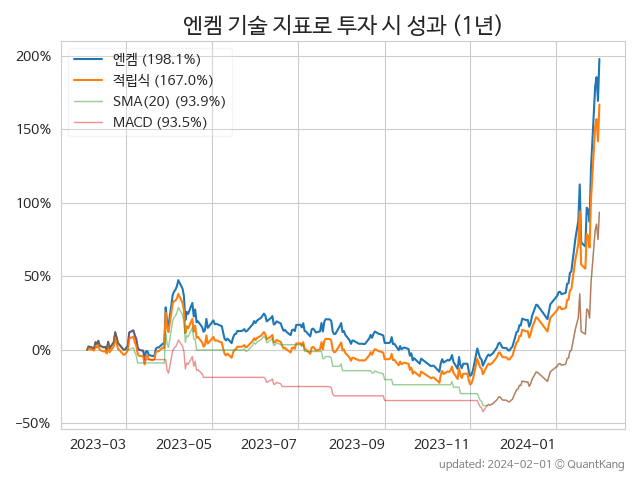 엔켐 기술 지표로 투자 시 성과 (1년)
엔켐 (198.1%)
적립식 (167.0%)
SMA(20) (93.9%)
MACD (93.5%)
200%
150%
100%
50%
0%
−50%
2023-03 2023-05 2023-07 2023-09 2023-11 2024-01
updated: 2024-02-01 © QuantKang